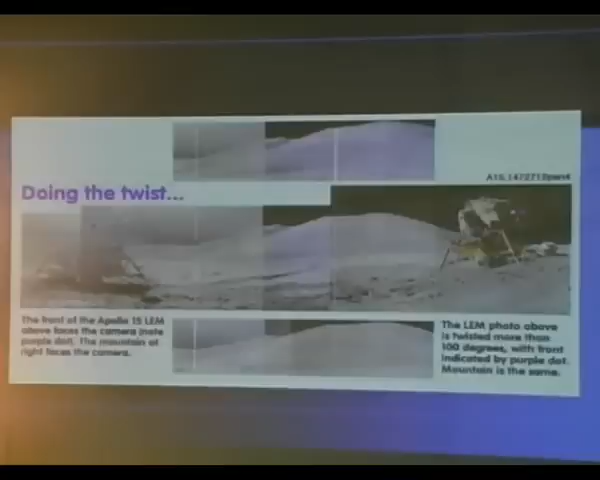 A15.1472712pan4
Doing the twist...
The front of the Apollo 15 LEM
above faces the camera (note
purple dot). The mountain at
right faces the camera.
The LEM photo above
is twisted more than
100 degrees, with front
indicated by purple dot.
Mountain is the same.